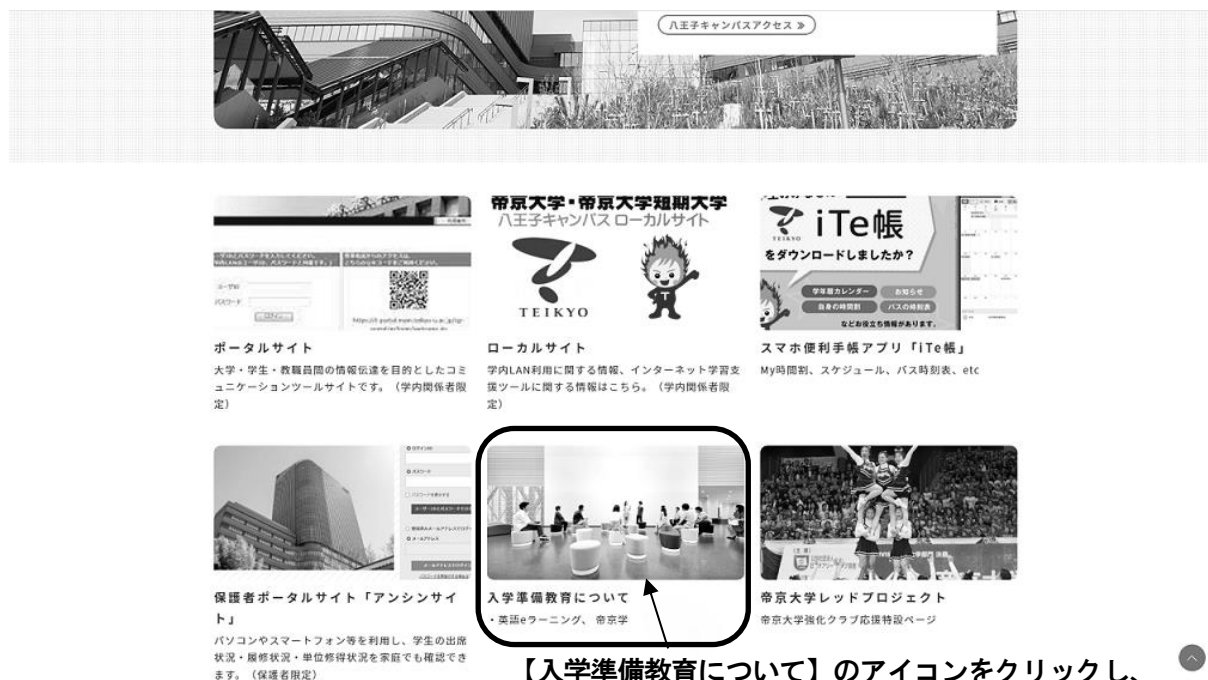 八王子キャンパスアクセス
帝京大学・帝京大学短期大学
八王子キャンパス ローカルサイト
TEIKYO
TEIKYO
iTe帳
をダウンロードしましたか?
学年暦カレンダー
お知らせ
自身の時間割
バスの時刻表
などお役立ち情報があります。
ユーザID
パスワード
ログイン
ポータルサイト
大学・学生・教職員間の情報伝達を目的としたコミ
ュニケーションツールサイトです。（学内関係者限
定）
ローカルサイト
学内LAN利用に関する情報、インターネット学習支
援ツールに関する情報はこちら。（学内関係者限
定）
スマホ便利手帳アプリ「iTe帳」
My時間割、スケジュール、バス時刻表、etc
保護者ポータルサイト「アンシンサイ
ト」
パソコンやスマートフォン等を利用し、学生の出席
状況・履修状況・単位修得状況を家庭でも確認でき
ます。（保護者限定）
入学準備教育について
・英語eラーニング、 帝京学
帝京大学レッドプロジェクト
帝京大学強化クラブ応援特設ページ
【入学準備教育について】のアイコンをクリックし、